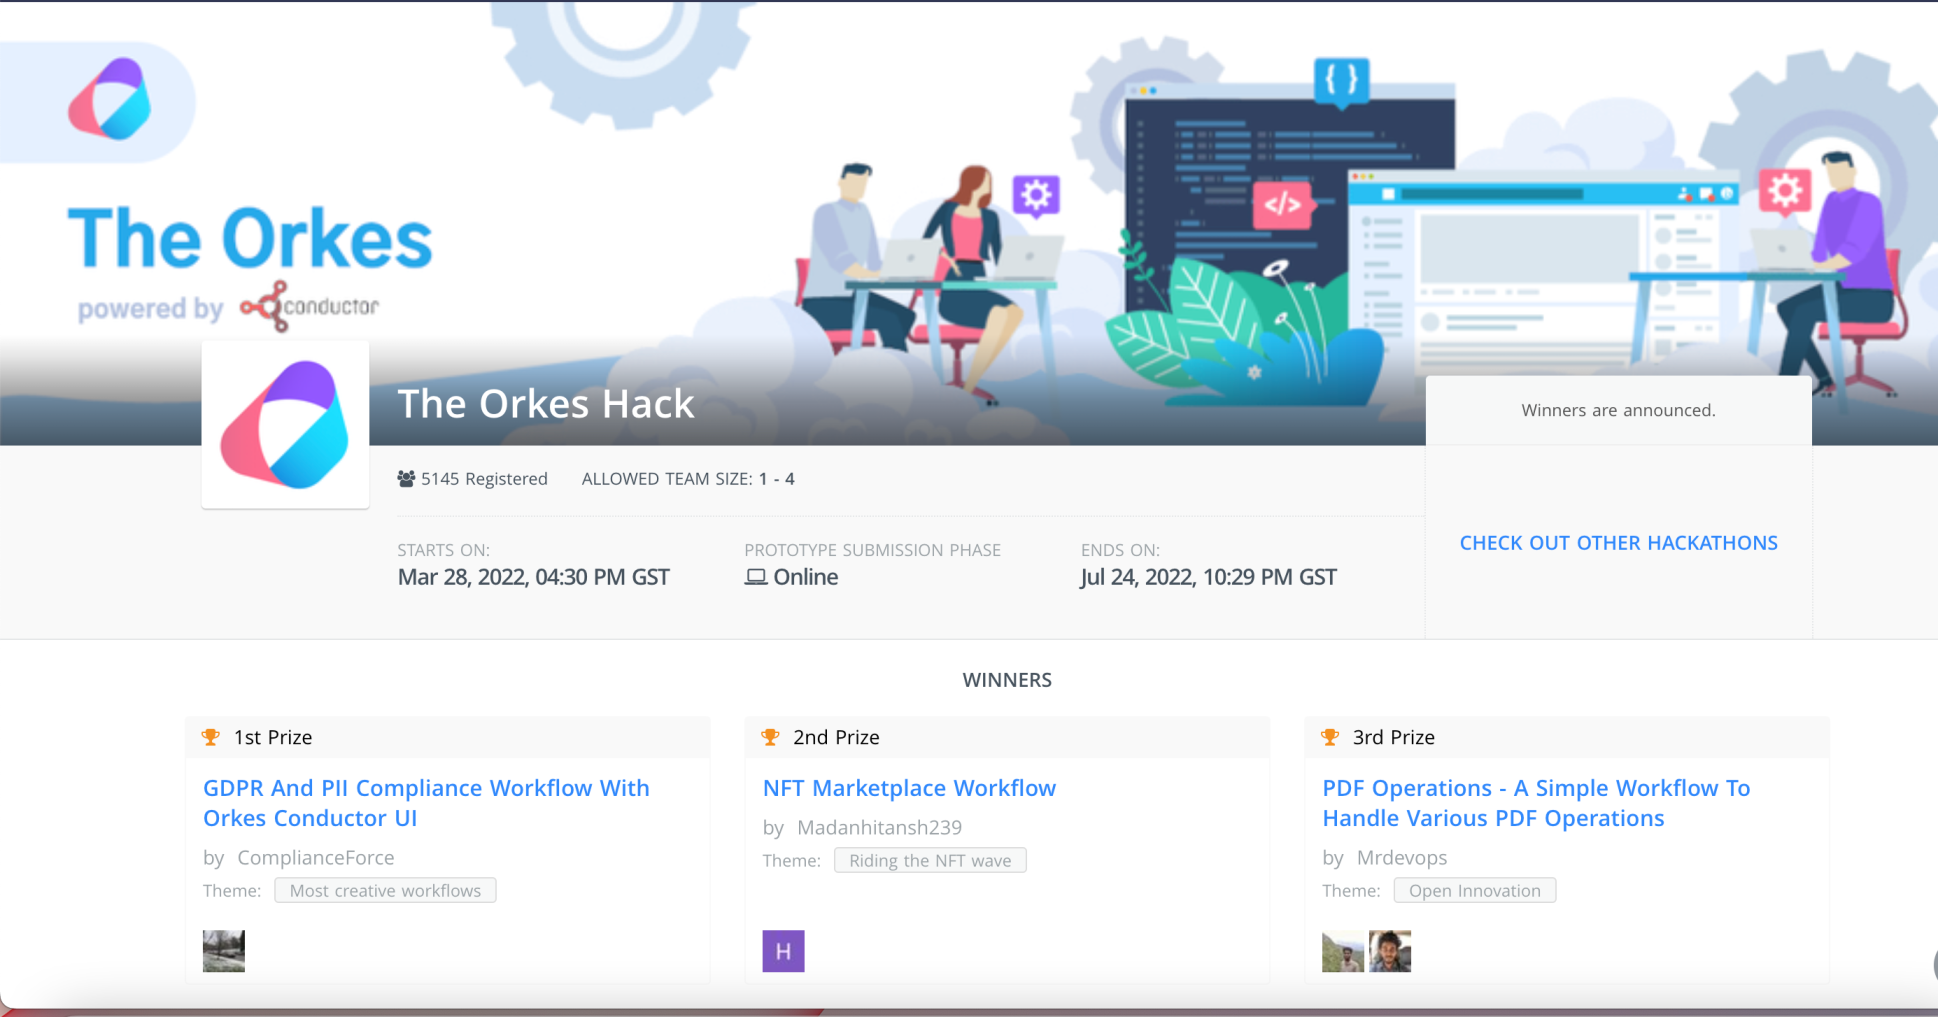 The Orkes
powered by conductor
{ }
</>
The Orkes Hack
Winners are announced.
5145 Registered ALLOWED TEAM SIZE: 1 - 4
CHECK OUT OTHER HACKATHONS
STARTS ON: PROTOTYPE SUBMISSION PHASE ENDS ON:
Mar 28, 2022, 04:30 PM GST Online Jul 24, 2022, 10:29 PM GST
WINNERS
1st Prize
GDPR And PII Compliance Workflow With
Orkes Conductor UI
by ComplianceForce
Theme: Most creative workflows
2nd Prize
NFT Marketplace Workflow
by Madanhitansh239
Theme: Riding the NFT wave
H
3rd Prize
PDF Operations - A Simple Workflow To
Handle Various PDF Operations
by Mrdevops
Theme: Open Innovation